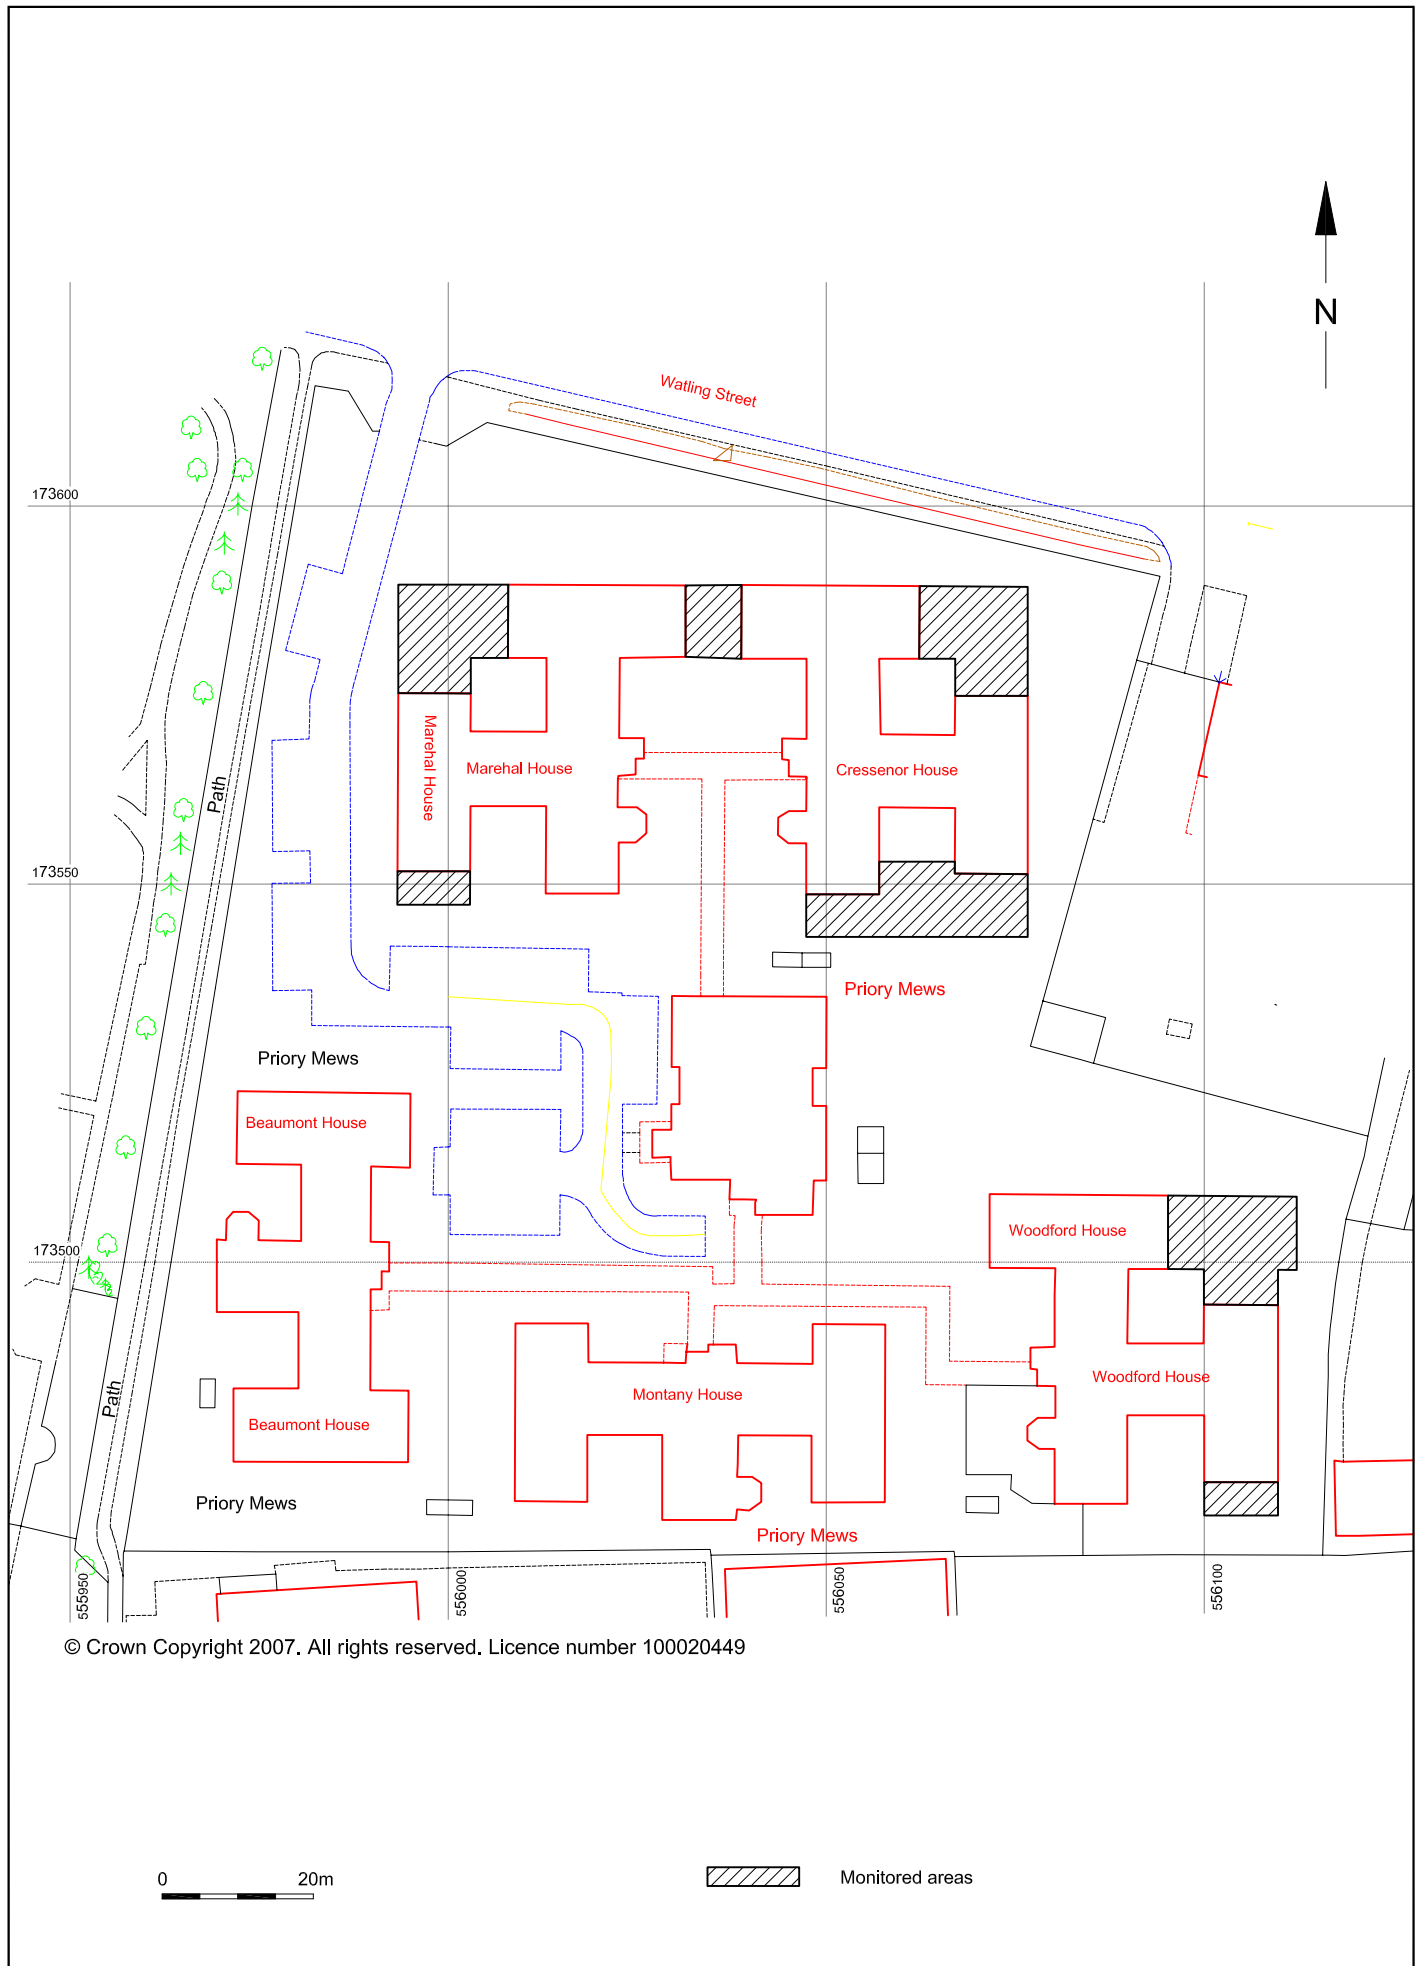 N
Watling Street
173600
Marehal House
Marehal House
Cressenor House
Path
173550
Priory Mews
Priory Mews
Beaumont House
Woodford House
173500
Woodford House
Montany House
Path
Beaumont House
Priory Mews
Priory Mews
555950
556000
556050
556100
© Crown Copyright 2007. All rights reserved. Licence number 100020449
0 20m
Monitored areas